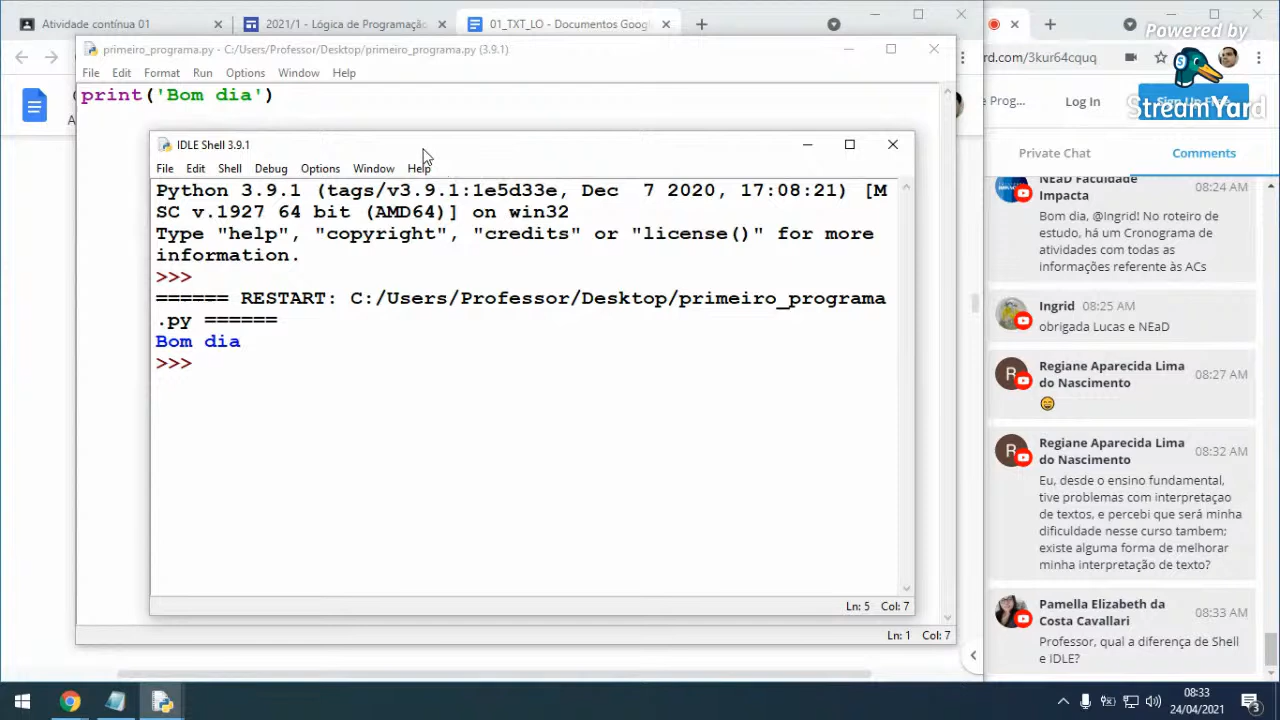 Atividade contínua 01
2021/1 - Lógica de Programação
01_TXT_LO - Documentos Goog
primeiro_programa.py - C:/Users/Professor/Desktop/primeiro_programa.py (3.9.1)
File Edit Format Run Options Window Help
print('Bom dia')
IDLE Shell 3.9.1
File Edit Shell Debug Options Window Help
Python 3.9.1 (tags/v3.9.1:1e5d33e, Dec 7 2020, 17:08:21) [M
SC v.1927 64 bit (AMD64)] on win32
Type "help", "copyright", "credits" or "license()" for more
information.
>>>
====== RESTART: C:/Users/Professor/Desktop/primeiro_programa
.py ======
Bom dia
>>>
Ln: 5 Col: 7
Ln: 1 Col: 7
Powered by
StreamYard
rd.com/3kur64cquq
e Prog...
Log In
Sign Up Free
Private Chat
Comments
NEaD Faculdade
Impacta
08:24 AM
Bom dia, @Ingrid! No roteiro de
estudo, há um Cronograma de
atividades com todas as
informações referente às ACs
Ingrid 08:25 AM
obrigada Lucas e NEaD
R
Regiane Aparecida Lima
do Nascimento
08:27 AM
😄
R
Regiane Aparecida Lima
do Nascimento
08:32 AM
Eu, desde o ensino fundamental,
tive problemas com interpretaçao
de textos, e percebi que será minha
dificuldade nesse curso tambem;
existe alguma forma de melhorar
minha interpretação de texto?
Pamella Elizabeth da
Costa Cavallari
08:33 AM
Professor, qual a diferença de Shell
e IDLE?
08:33
24/04/2021
3